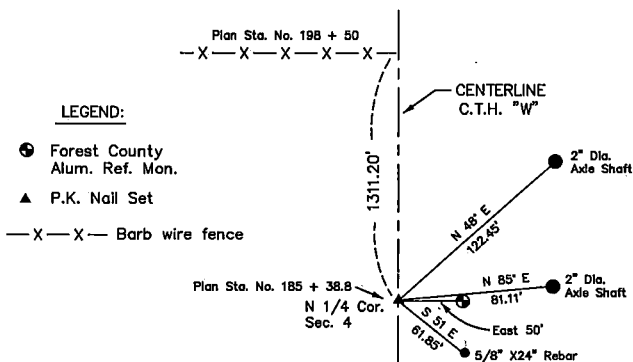 Plan Sta. No. 198 + 50
X X X X X
CENTERLINE
C.T.H. "W"
LEGEND:
Forest County
Alum. Ref. Mon.
P.K. Nail Set
X X Barb wire fence
1311.20'
2" Dia.
Axle Shaft
N 48° E
122.45'
Plan Sta. No. 185 + 38.8
N 1/4 Cor.
Sec. 4
N 85° E
81.11'
2" Dia.
Axle Shaft
East 50'
S 51 E
61.85'
5/8" X24" Rebar